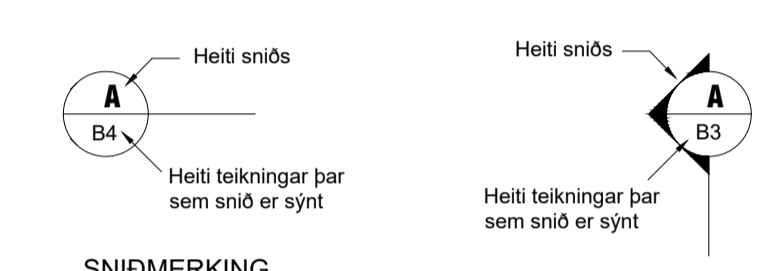 Heiti sniðs
A
B4
Heiti teikningar þar
sem snið er sýnt
SNIÐMERKING
Heiti sniðs
A
B3
Heiti teikningar þar
sem snið er sýnt